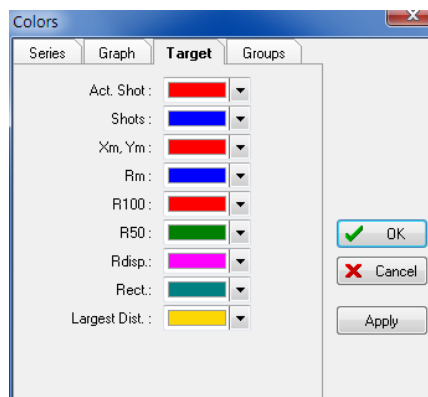 Colors
Series Graph Target Groups
Act. Shot :
Shots :
Xm, Ym :
Rm :
R100 :
R50 :
Rdisp.:
Rect.:
Largest Dist. :
OK
Cancel
Apply